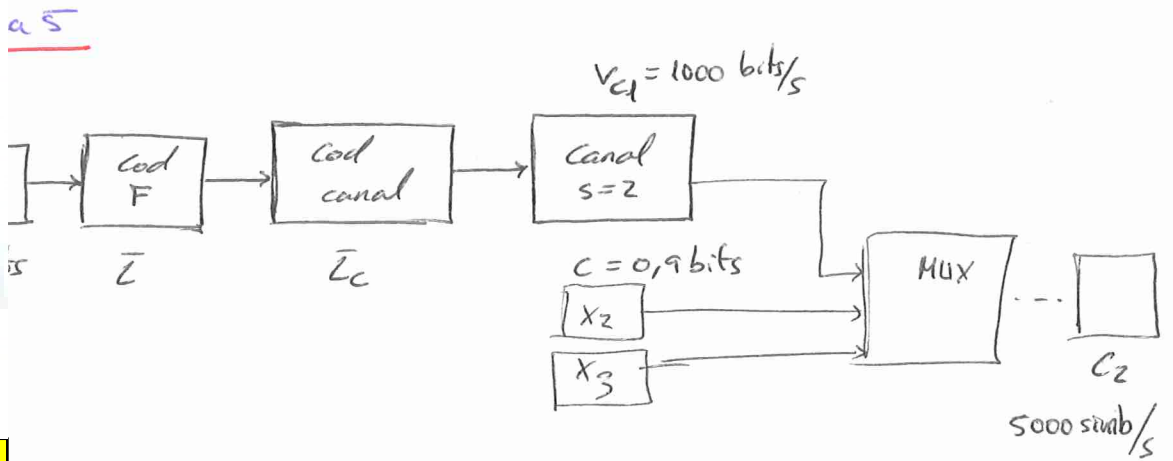 a 5
V_C1 = 1000 bits/s
Cod
F
Cod
canal
Canal
s=2
L̄
L̄c
C = 0,9 bits
X2
X3
MUX
C2
5000 simb/s